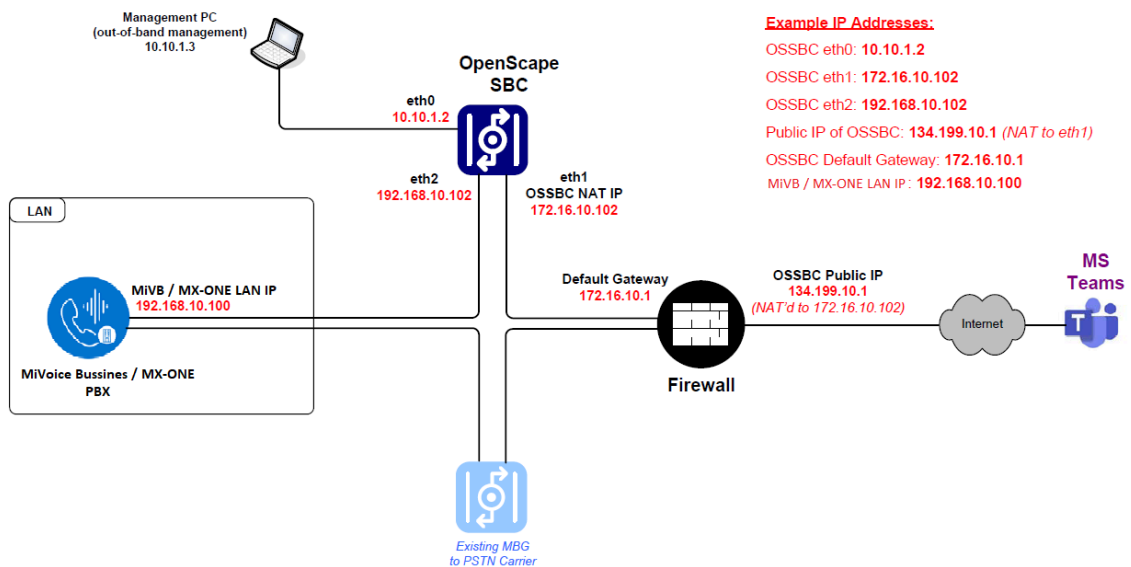 Management PC
(out-of-band management)
10.10.1.3
Example IP Addresses:
OSSBC eth0: 10.10.1.2
OSSBC eth1: 172.16.10.102
OSSBC eth2: 192.168.10.102
Public IP of OSSBC: 134.199.10.1 (NAT to eth1)
OSSBC Default Gateway: 172.16.10.1
MiVB / MX-ONE LAN IP: 192.168.10.100
OpenScape
SBC
eth0
10.10.1.2
eth2
192.168.10.102
eth1
OSSBC NAT IP
172.16.10.102
LAN
MiVB / MX-ONE LAN IP
192.168.10.100
MiVoice Bussines / MX-ONE
PBX
Default Gateway
172.16.10.1
Firewall
OSSBC Public IP
134.199.10.1
(NAT'd to 172.16.10.102)
Internet
MS
Teams
T
Existing MBG
to PSTN Carrier